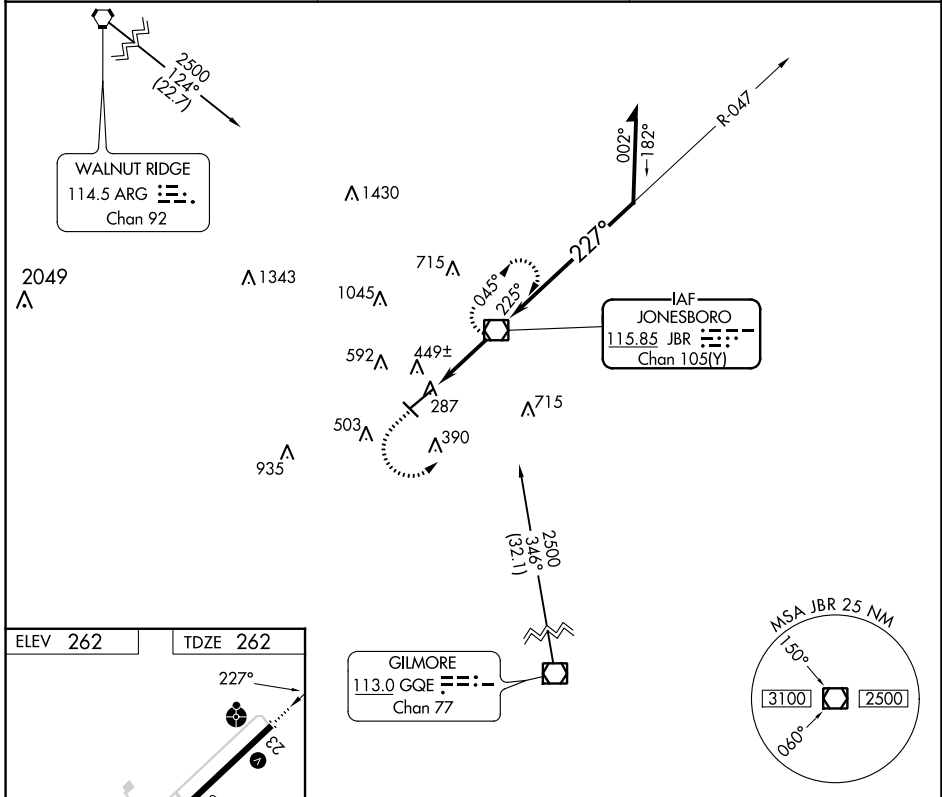 2500
124°
(22.7)
R-047
002°
182°
WALNUT RIDGE
114.5 ARG
Chan 92
1430
227°
2049
1343
715
045°
225°
1045
IAF
JONESBORO
115.85 JBR
Chan 105(Y)
592
449±
287
715
503
390
935
2500
346°
(32.1)
MSA JBR 25 NM
150°
3100
2500
060°
ELEV 262
TDZE 262
GILMORE
113.0 GQE
Chan 77
227°
23
V